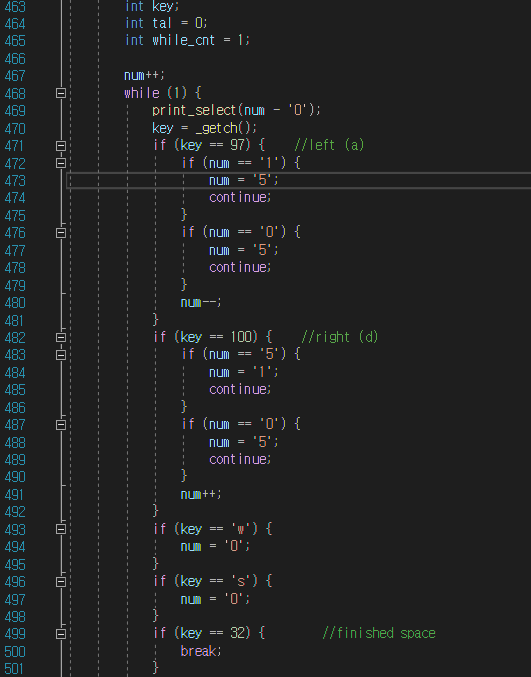 463 int key;
464 int tal = 0;
465 int while_cnt = 1;
466
467 num++;
468 while (1) {
469 print_select(num - '0');
470 key = _getch();
471 if (key == 97) { //left (a)
472 if (num == '1') {
473 num = '5';
474 continue;
475 }
476 if (num == '0') {
477 num = '5';
478 continue;
479 }
480 num--;
481 }
482 if (key == 100) { //right (d)
483 if (num == '5') {
484 num = '1';
485 continue;
486 }
487 if (num == '0') {
488 num = '5';
489 continue;
490 }
491 num++;
492 }
493 if (key == 'w') {
494 num = '0';
495 }
496 if (key == 's') {
497 num = '0';
498 }
499 if (key == 32) { //finished space
500 break;
501 }